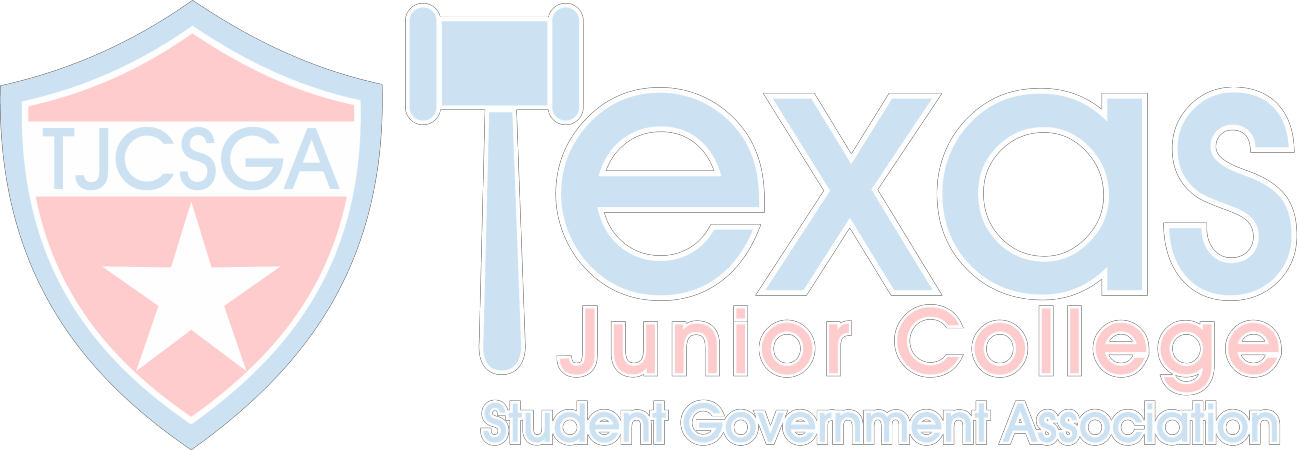 TJCSGA
Texas
Junior College
Student Government Association